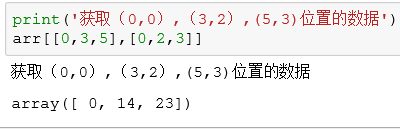 print('获取（0,0）,（3,2）,(5,3)位置的数据')
arr[[0,3,5],[0,2,3]]
获取（0,0）,（3,2）,(5,3)位置的数据
array([ 0, 14, 23])